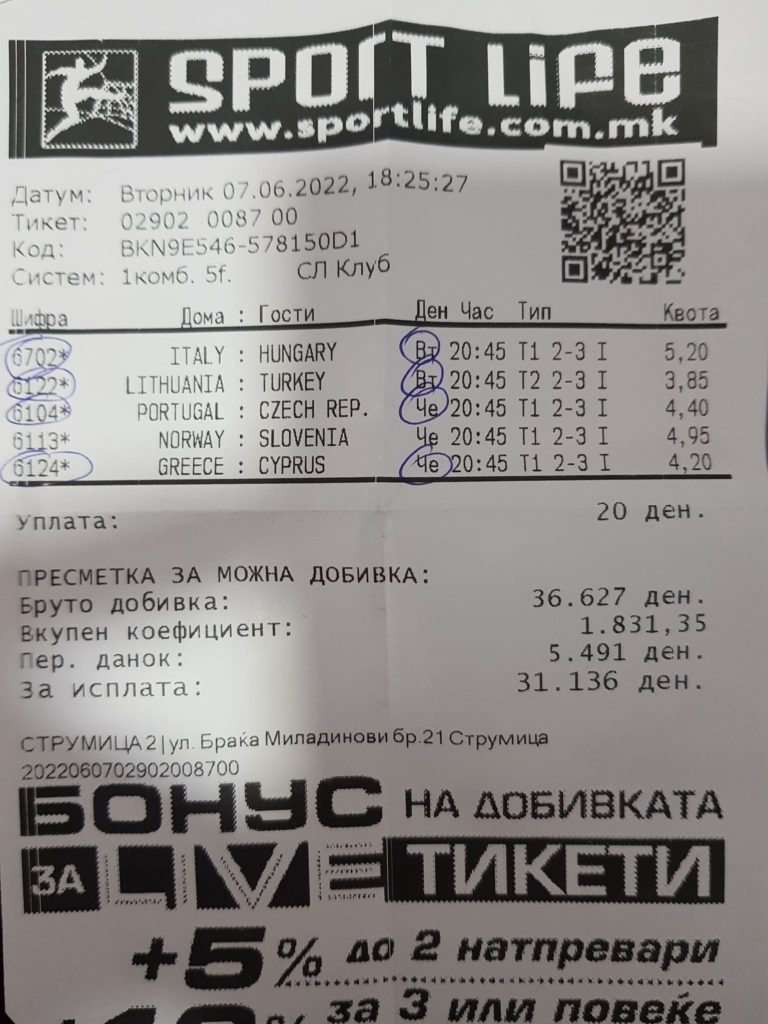 SPORT LIFE
www.sportlife.com.mk
Датум: Вторник 07.06.2022, 18:25:27
Тикет: 02902 0087 00
Код: BKN9E546-578150D1
Систем: 1комб. 5f. СЛ Клуб
Шифра Дома : Гости Ден Час Тип Квота
6702* ITALY : HUNGARY Вт 20:45 T1 2-3 I 5,20
6122* LITHUANIA : TURKEY Вт 20:45 T2 2-3 I 3,85
6104* PORTUGAL : CZECH REP. Че 20:45 T1 2-3 I 4,40
6113* NORWAY : SLOVENIA Че 20:45 T1 2-3 I 4,95
6124* GREECE : CYPRUS Че 20:45 T1 2-3 I 4,20
Уплата: 20 ден.
ПРЕСМЕТКА ЗА МОЖНА ДОБИВКА:
Бруто добивка: 36.627 ден.
Вкупен коефициент: 1.831,35
Пер. данок: 5.491 ден.
За исплата: 31.136 ден.
СТРУМИЦА 2 | ул. Браќа Миладинови бр.21 Струмица
2022060702902008700
БОНУС НА ДОБИВКАТА
ЗА LIVE ТИКЕТИ
+5% до 2 натпревари
+10% за 3 или повеќе